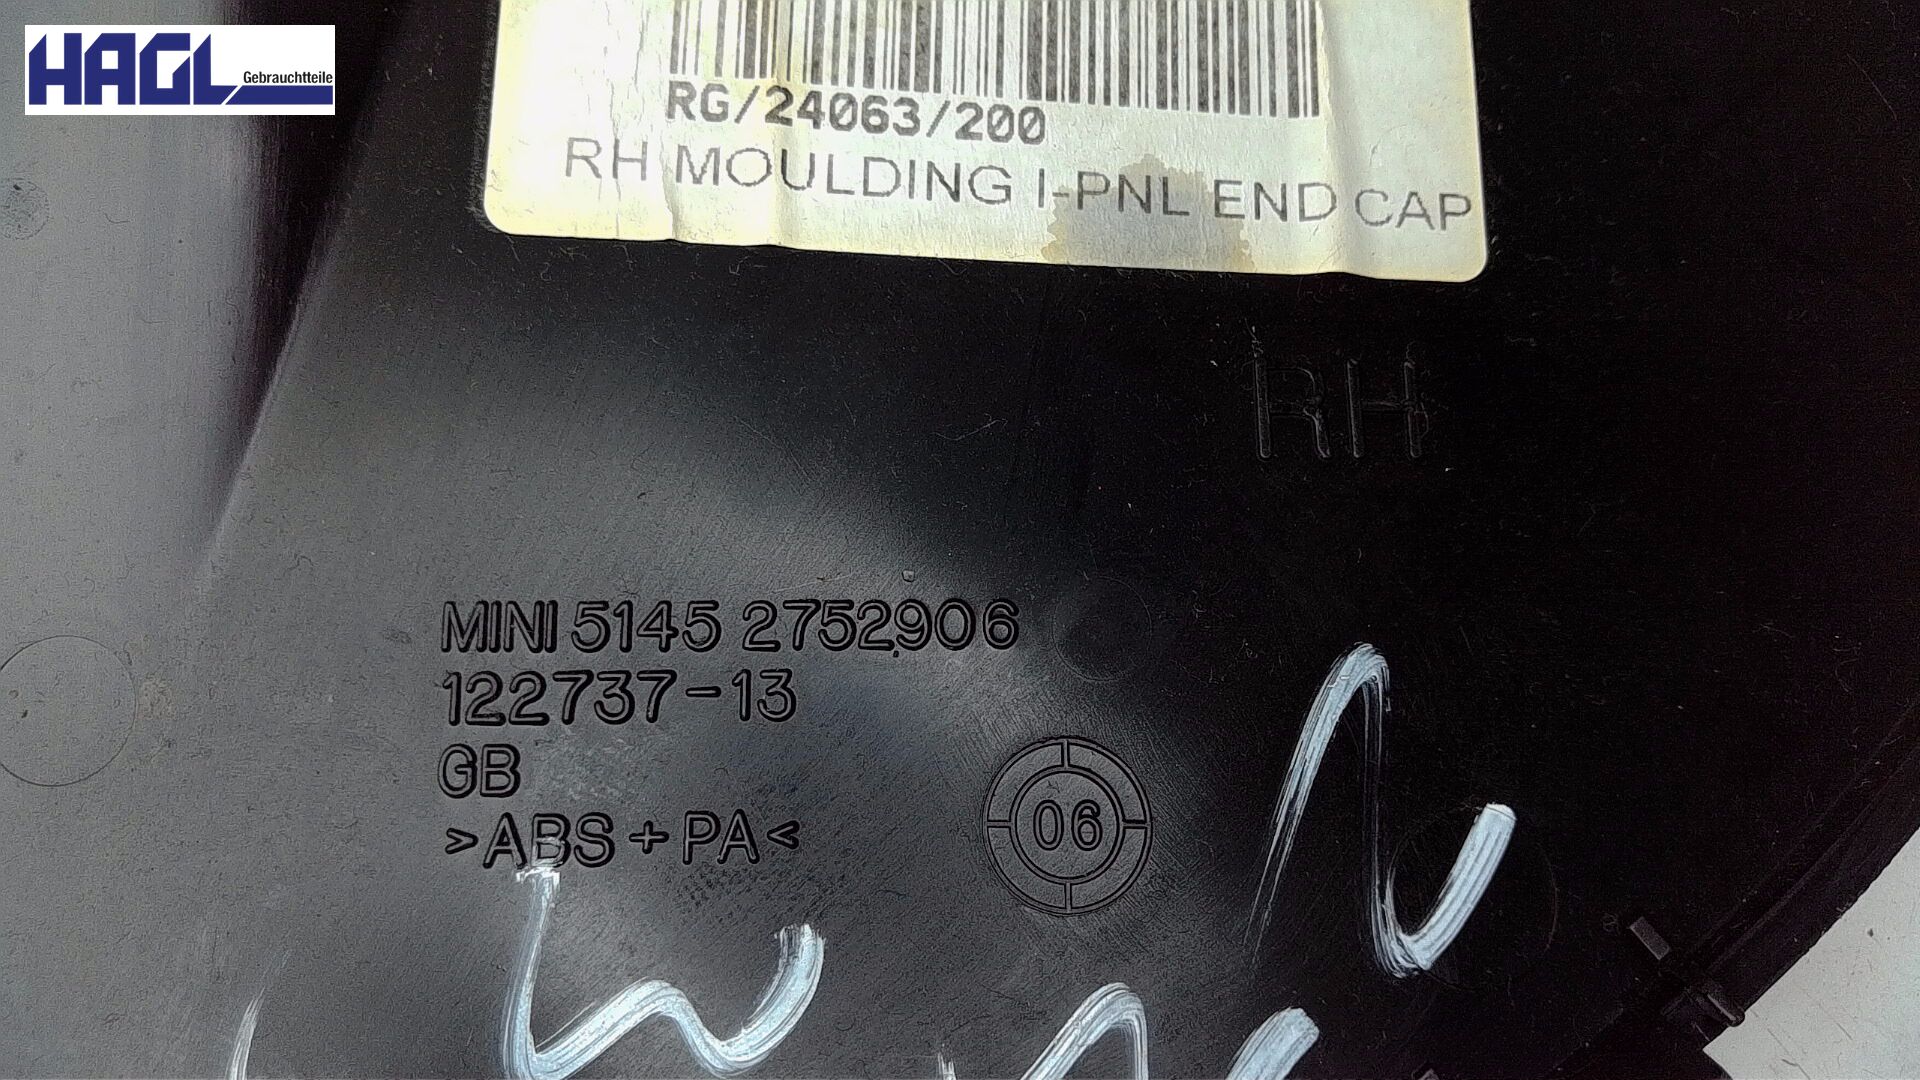 HAGL
Gebrauchtteile
RG/24063/200
RH MOULDING I-PNL END CAP
RH
MINI 5145 2752906
122737-13
GB
>ABS+PA<
06